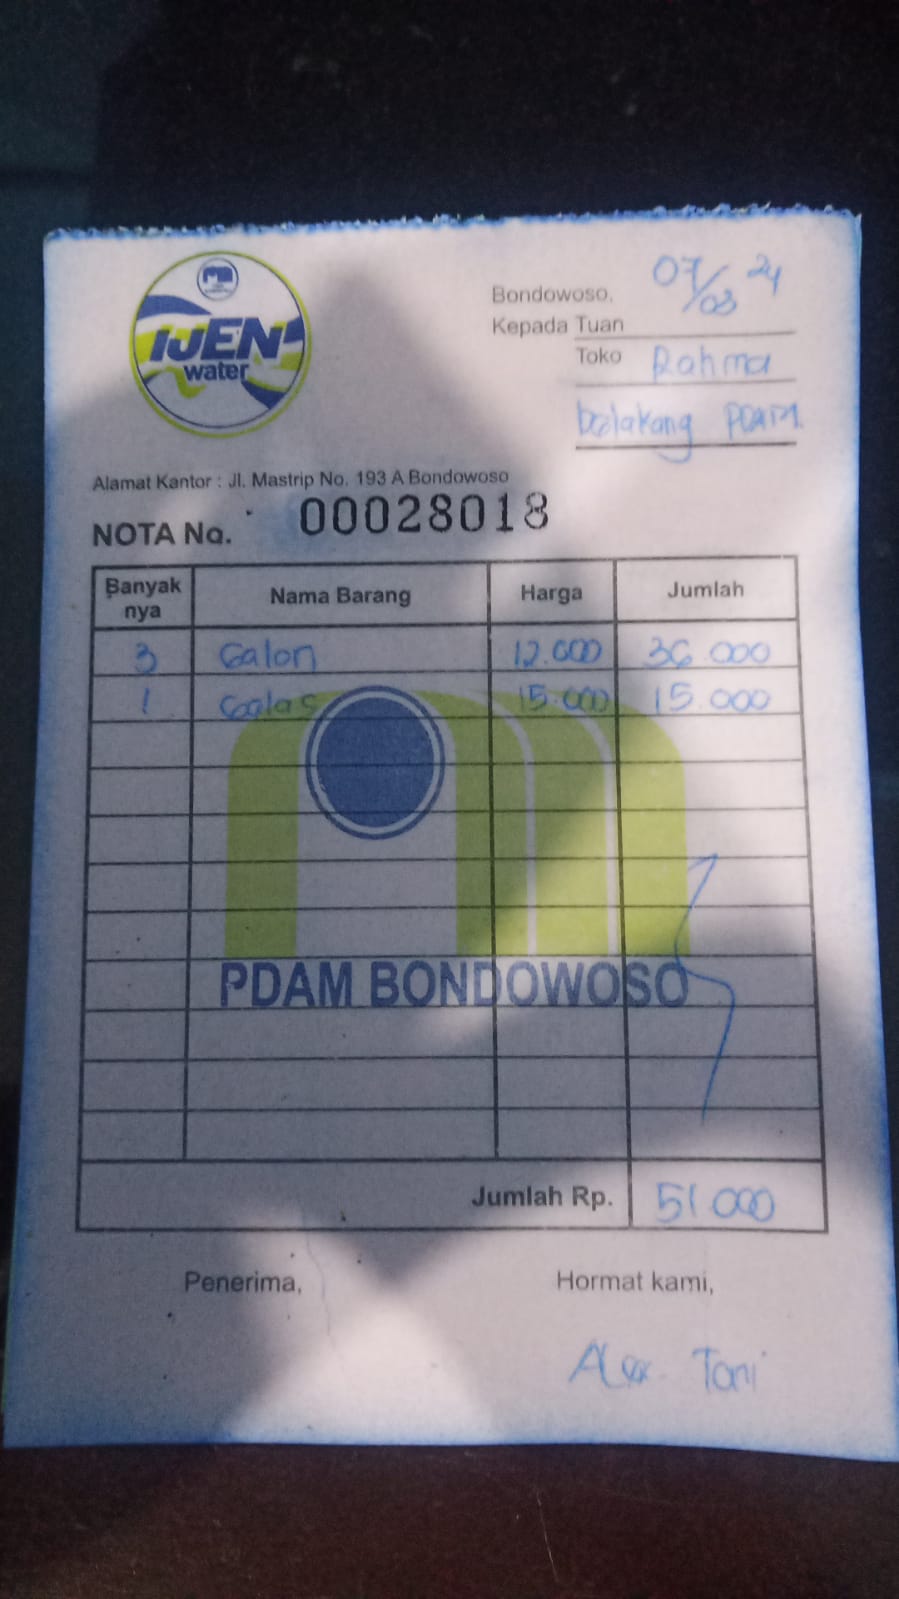 IJEN
water
Bondowoso, 07/03 24
Kepada Tuan
Toko Rahma
belakang PDAM.
Alamat Kantor : Jl. Mastrip No. 193 A Bondowoso
NOTA No. 00028018
Banyak nya Nama Barang Harga Jumlah
3 Galon 12.000 36.000
1 Gelas 15.000 15.000
PDAM BONDOWOSO
Jumlah Rp. 51.000
Penerima, Hormat kami,
Alex Toni